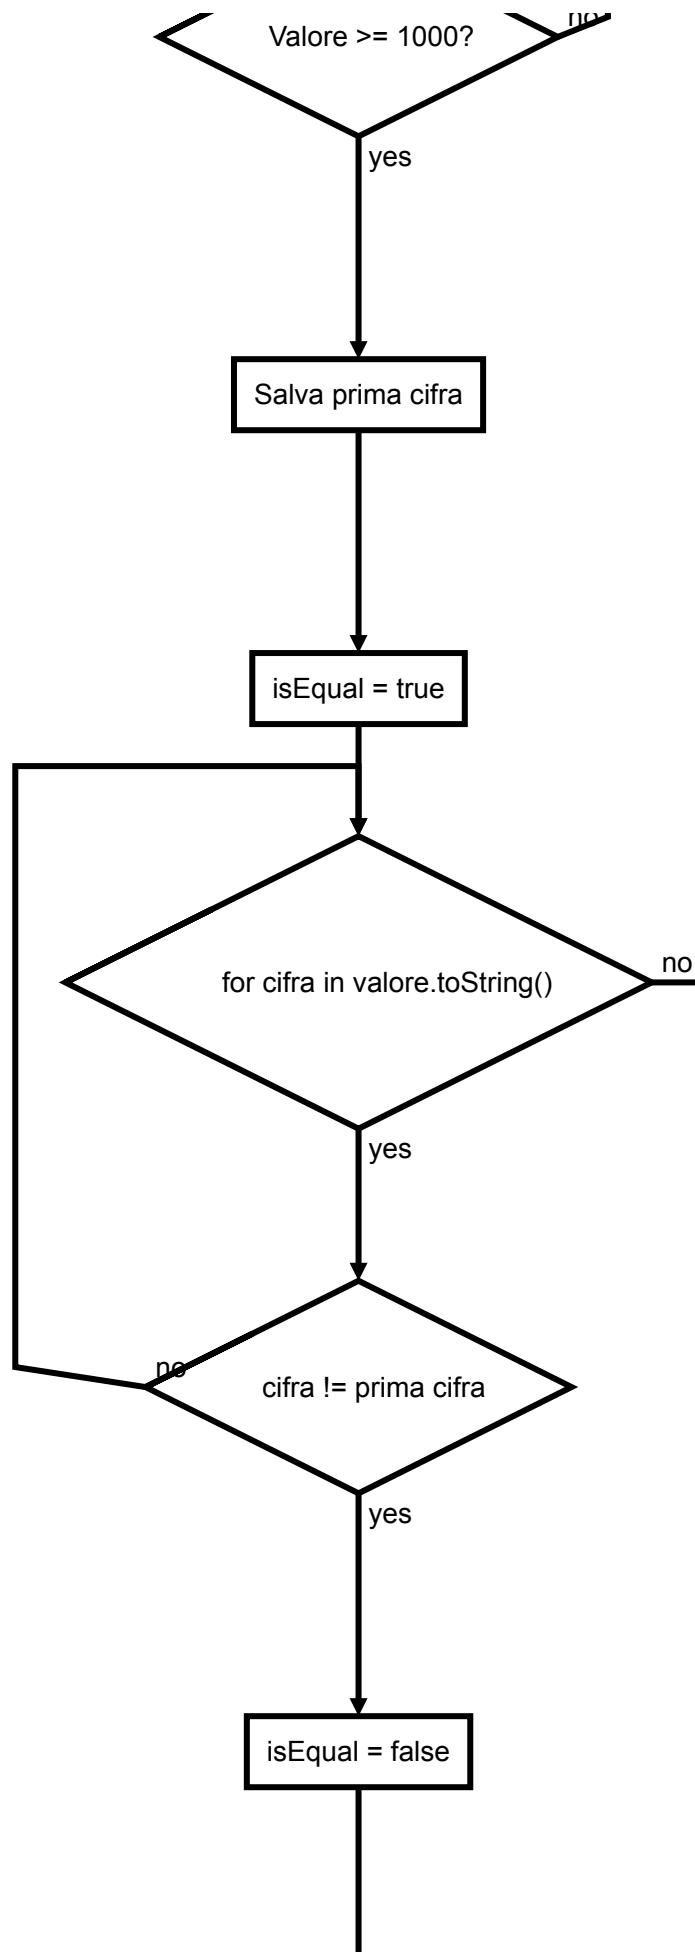 no
Valore >= 1000?
yes
Salva prima cifra
isEqual = true
no
for cifra in valore.toString()
yes
no
cifra != prima cifra
yes
isEqual = false